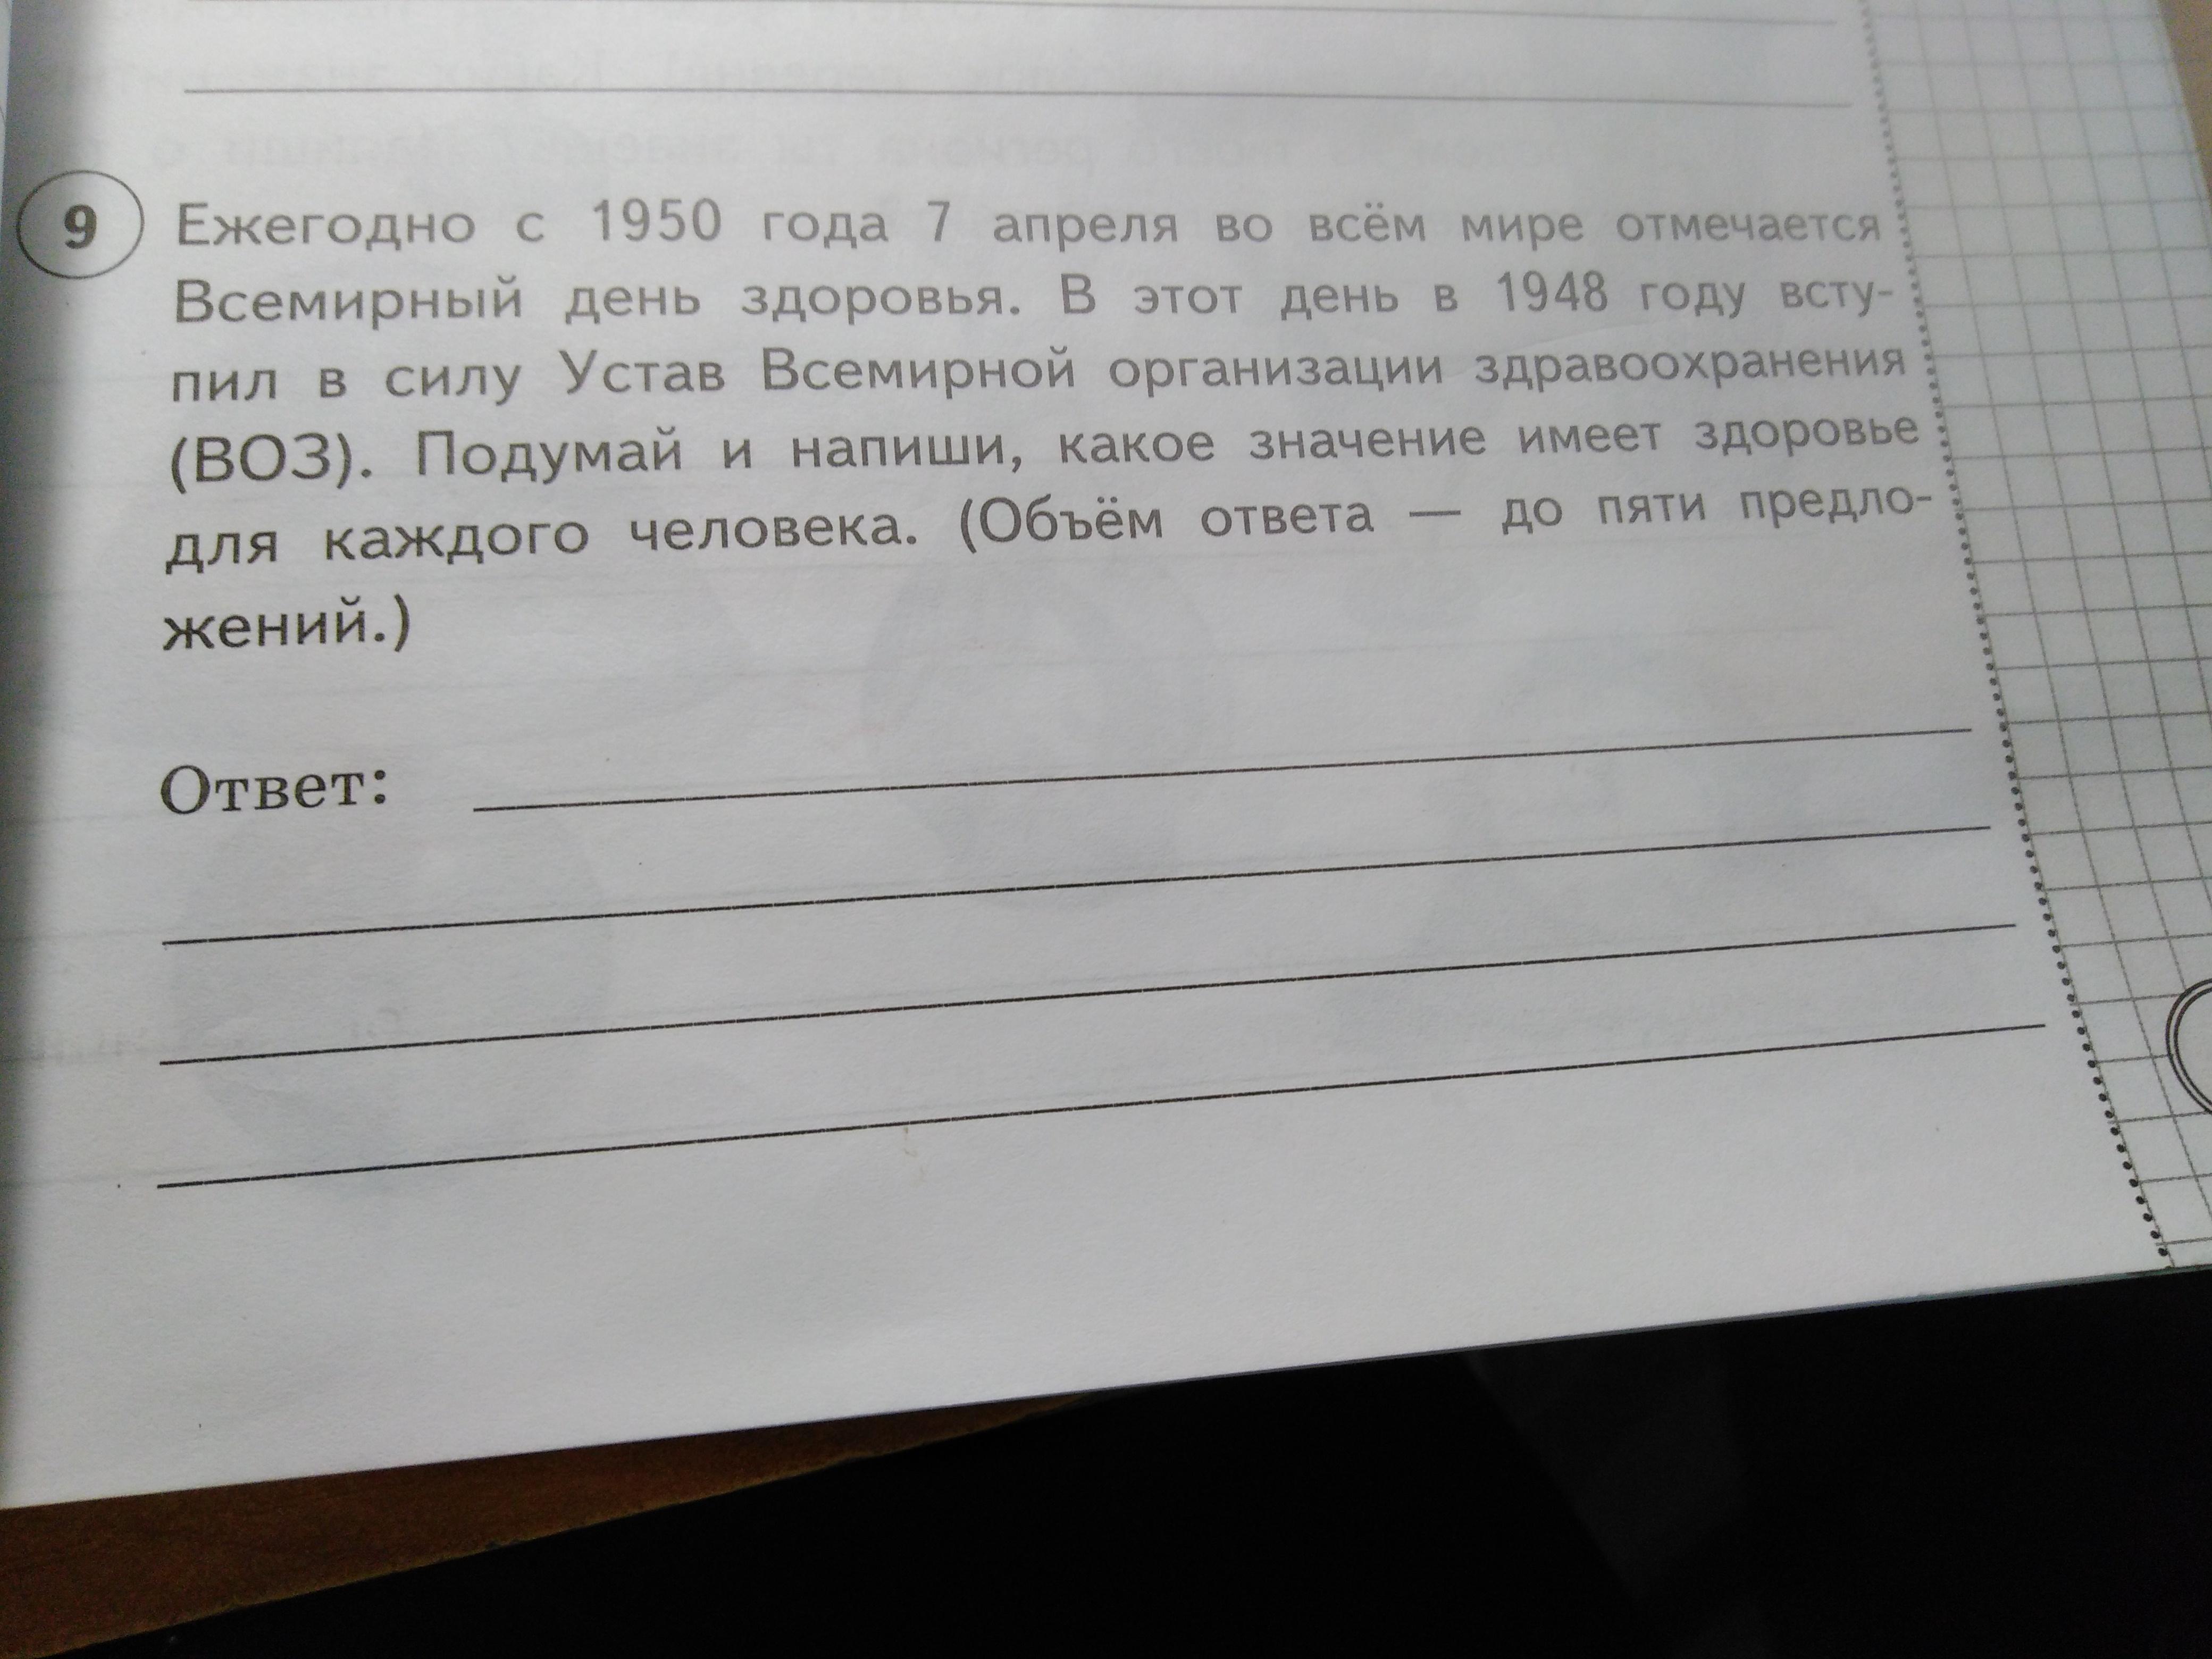 9 Ежегодно с 1950 года 7 апреля во всём мире отмечается
Всемирный день здоровья. В этот день в 1948 году всту-
пил в силу Устав Всемирной организации здравоохранения
(ВОЗ). Подумай и напиши, какое значение имеет здоровье
для каждого человека. (Объём ответа — до пяти предло-
жений.)
Ответ: